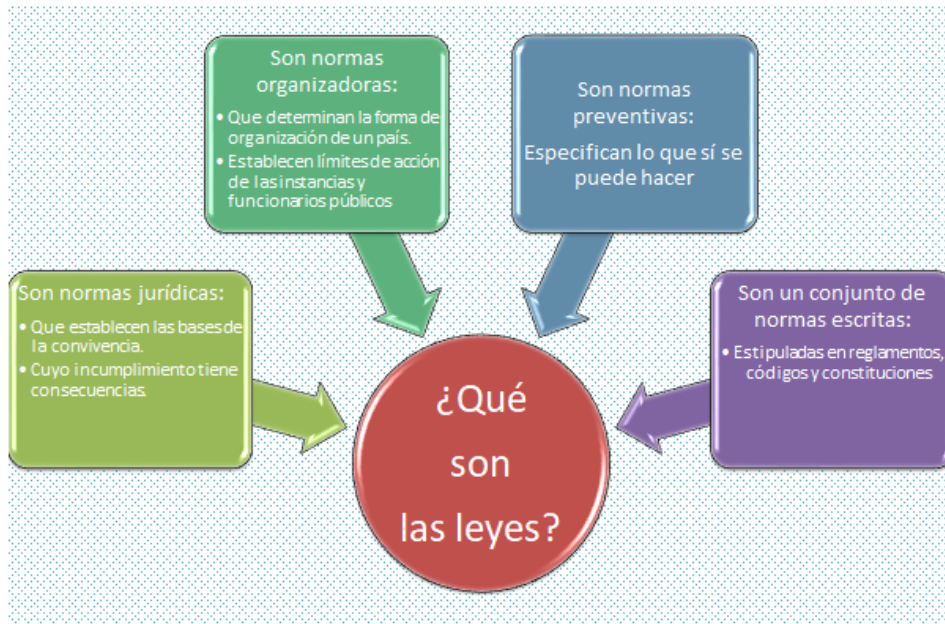 Son normas
organizadoras:
• Que determinan la forma de
organización de un país.
• Establecen límites de acción
de las instancias y
funcionarios públicos
Son normas
preventivas:
Especifican lo que sí se
puede hacer
Son normas jurídicas:
• Que establecen las bases de
la convivencia.
• Cuyo incumplimiento tiene
consecuencias.
Son un conjunto de
normas escritas:
• Estipuladas en reglamentos,
códigos y constituciones
¿Qué
son
las leyes?